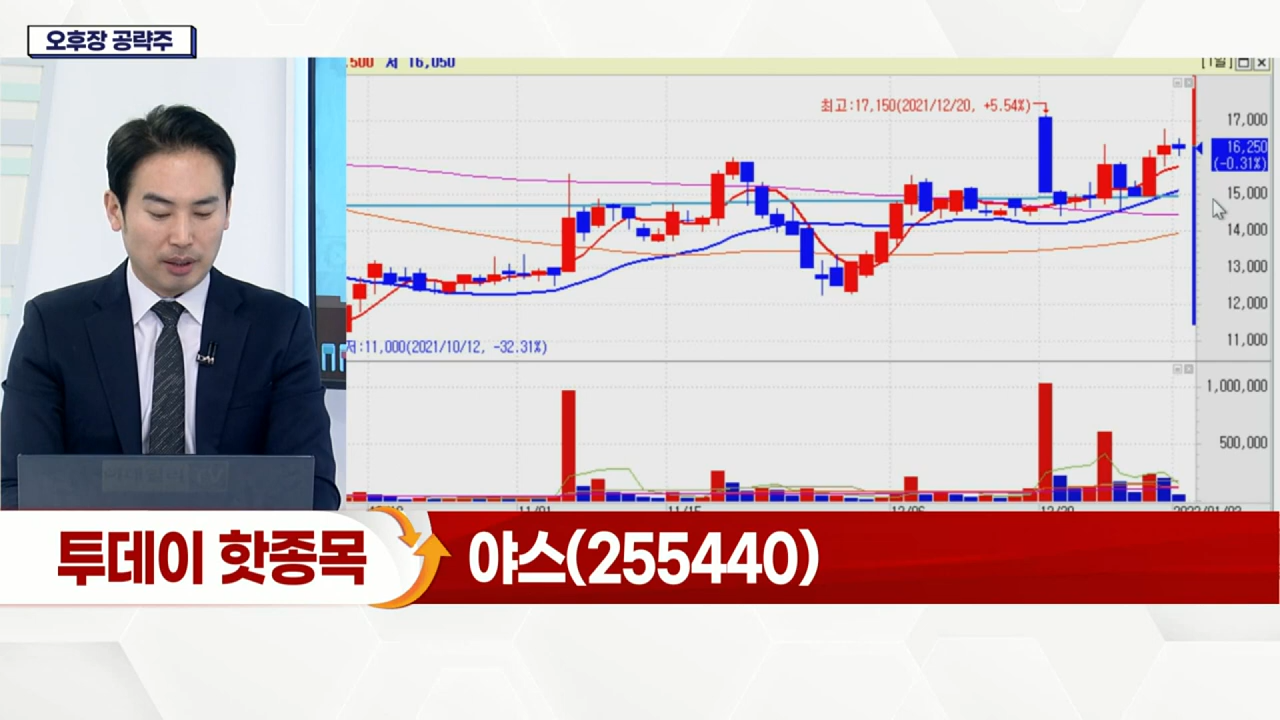 오후장 공략주
,500 저 16,050
[1일]
최고:17,150(2021/12/20, +5.54%)
17,000
16,250
(-0.31%)
15,000
14,000
13,000
12,000
11,000
저:11,000(2021/10/12, -32.31%)
1,000,000
500,000
11/01 11/15 12/06 12/20 2022/01/03
투데이 핫종목
야스(255440)